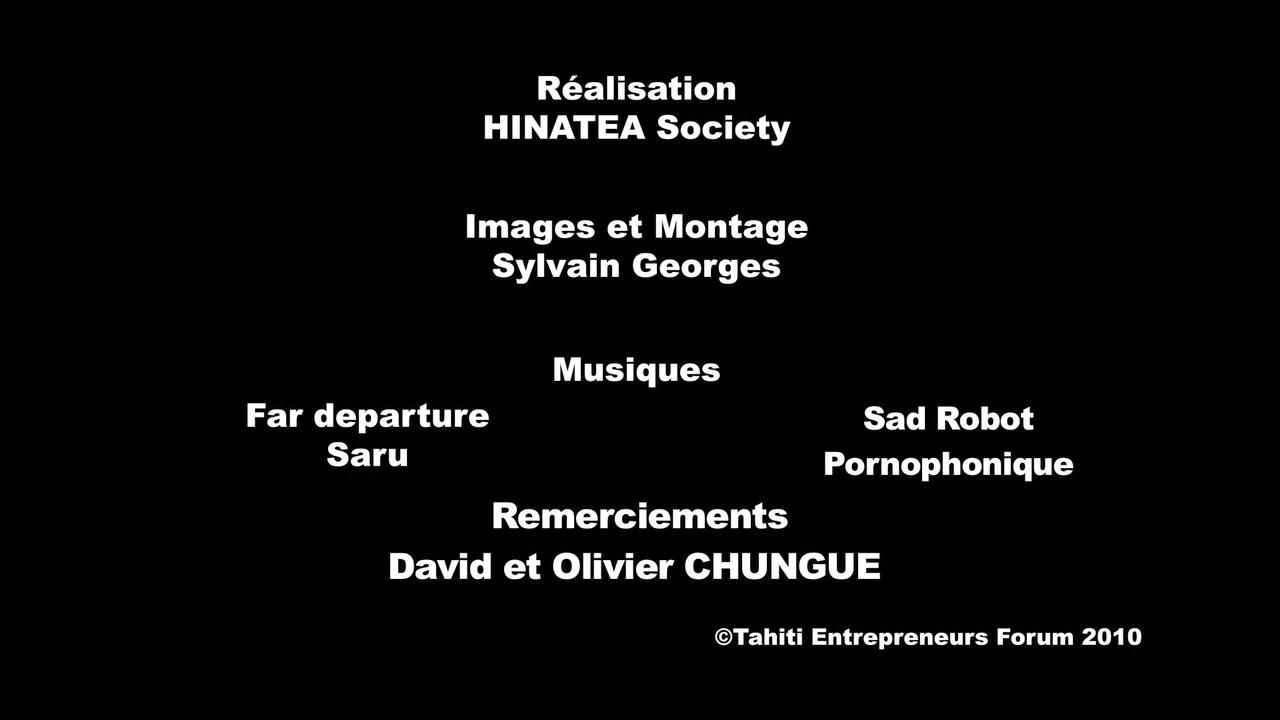 Réalisation
HINATEA Society
Images et Montage
Sylvain Georges
Musiques
Far departure
Saru
Sad Robot
Pornophonique
Remerciements
David et Olivier CHUNGUE
©Tahiti Entrepreneurs Forum 2010